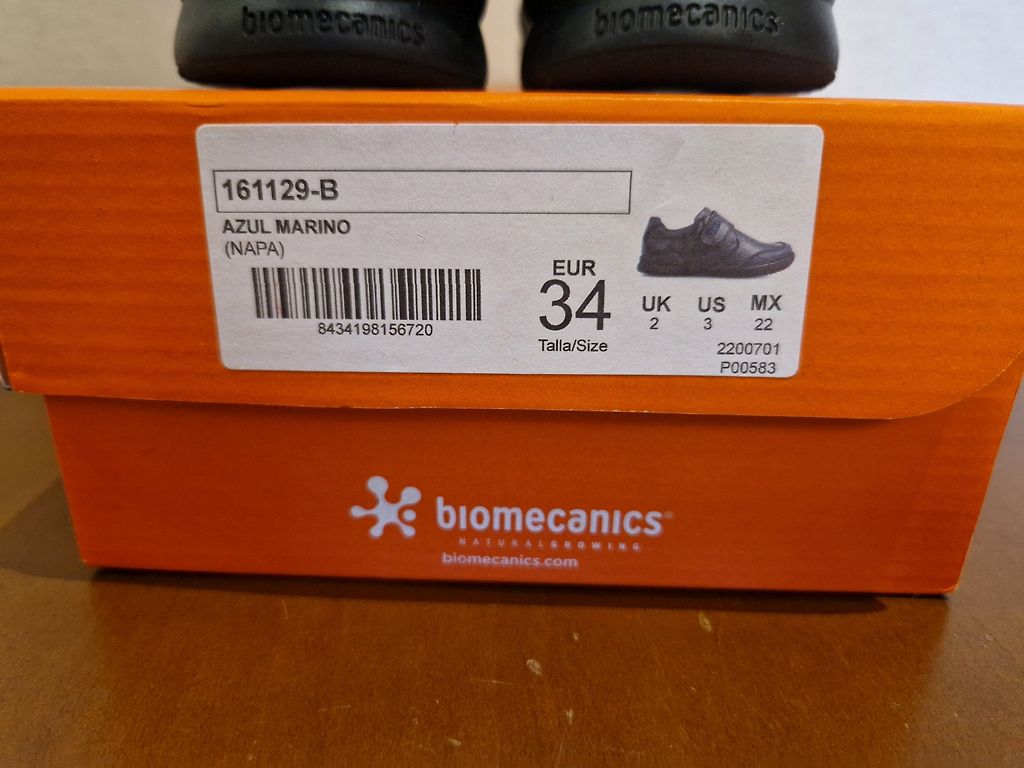 biomecanics biomecanics
161129-B
AZUL MARINO
(NAPA)
8434198156720
EUR
34
Talla/Size
UK US MX
2 3 22
2200701
P00583
biomecanics®
NATURALGROWING
biomecanics.com